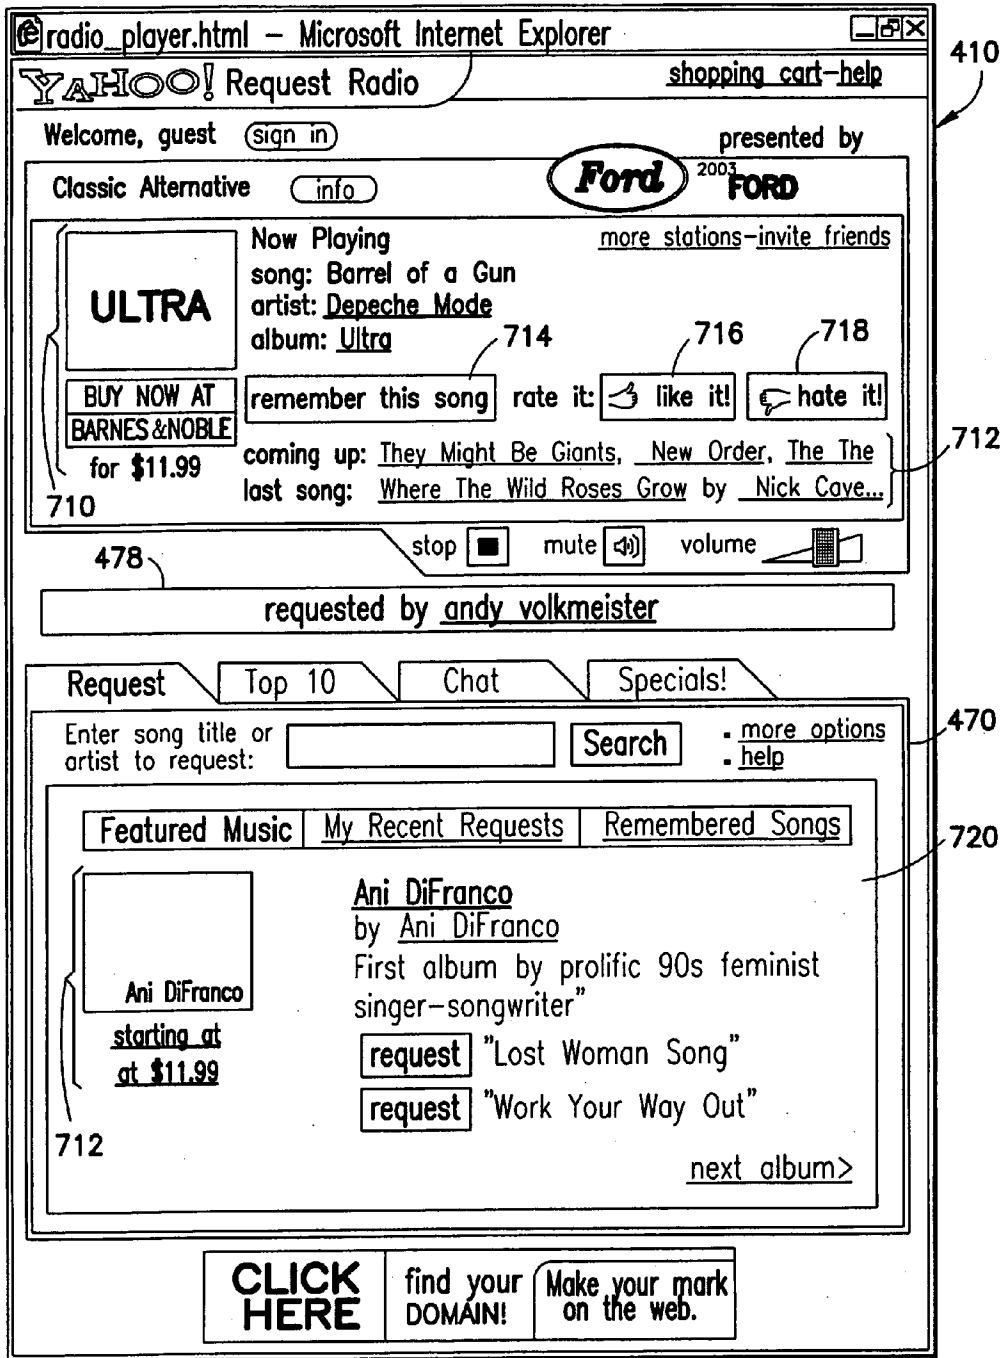 radio_player.html – Microsoft Internet Explorer
410
YAHOO! Request Radio
shopping cart–help
Welcome, guest
sign in
presented by
Classic Alternative
info
Ford
2003
FORD
Now Playing
more stations–invite friends
song: Barrel of a Gun
ULTRA
artist: Depeche Mode
album: Ultra
714
716
718
BUY NOW AT
BARNES &NOBLE
for $11.99
remember this song
rate it:
like it!
hate it!
712
coming up: They Might Be Giants, New Order, The The
last song: Where The Wild Roses Grow by Nick Cave...
710
stop
mute
volume
478
requested by andy volkmeister
Request
Top 10
Chat
Specials!
470
Enter song title or
artist to request:
Search
more options
help
720
Featured Music
My Recent Requests
Remembered Songs
Ani DiFranco
by Ani DiFranco
First album by prolific 90s feminist
singer–songwriter"
Ani DiFranco
starting at
at $11.99
request "Lost Woman Song"
request "Work Your Way Out"
712
next album>
CLICK
HERE
find your
DOMAIN!
Make your mark
on the web.